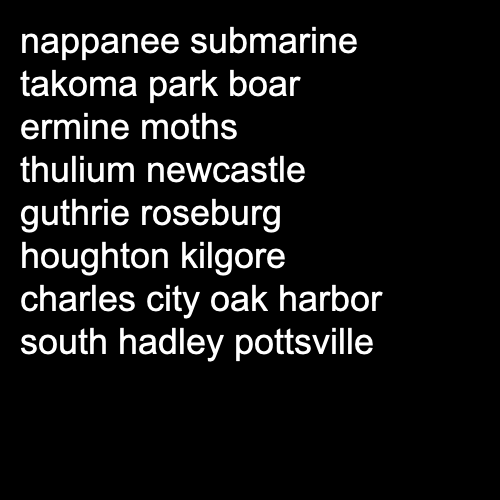 nappanee submarine
takoma park boar
ermine moths
thulium newcastle
guthrie roseburg
houghton kilgore
charles city oak harbor
south hadley pottsville